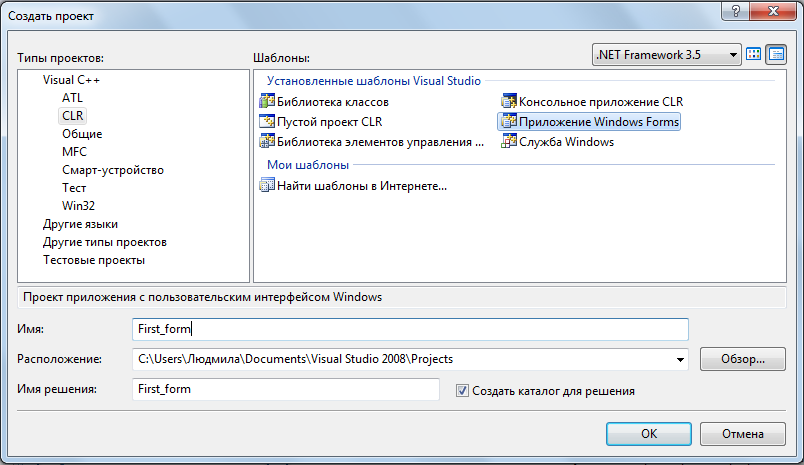 Создать проект
Типы проектов:
Шаблоны:
.NET Framework 3.5
Visual C++
ATL
CLR
Общие
MFC
Смарт-устройство
Тест
Win32
Другие языки
Другие типы проектов
Тестовые проекты
Установленные шаблоны Visual Studio
Библиотека классов
Консольное приложение CLR
Пустой проект CLR
Приложение Windows Forms
Библиотека элементов управления ...
Служба Windows
Мои шаблоны
Найти шаблоны в Интернете...
Проект приложения с пользовательским интерфейсом Windows
Имя:
First_form
Расположение:
C:\Users\Людмила\Documents\Visual Studio 2008\Projects
Обзор...
Имя решения:
First_form
Создать каталог для решения
OK
Отмена